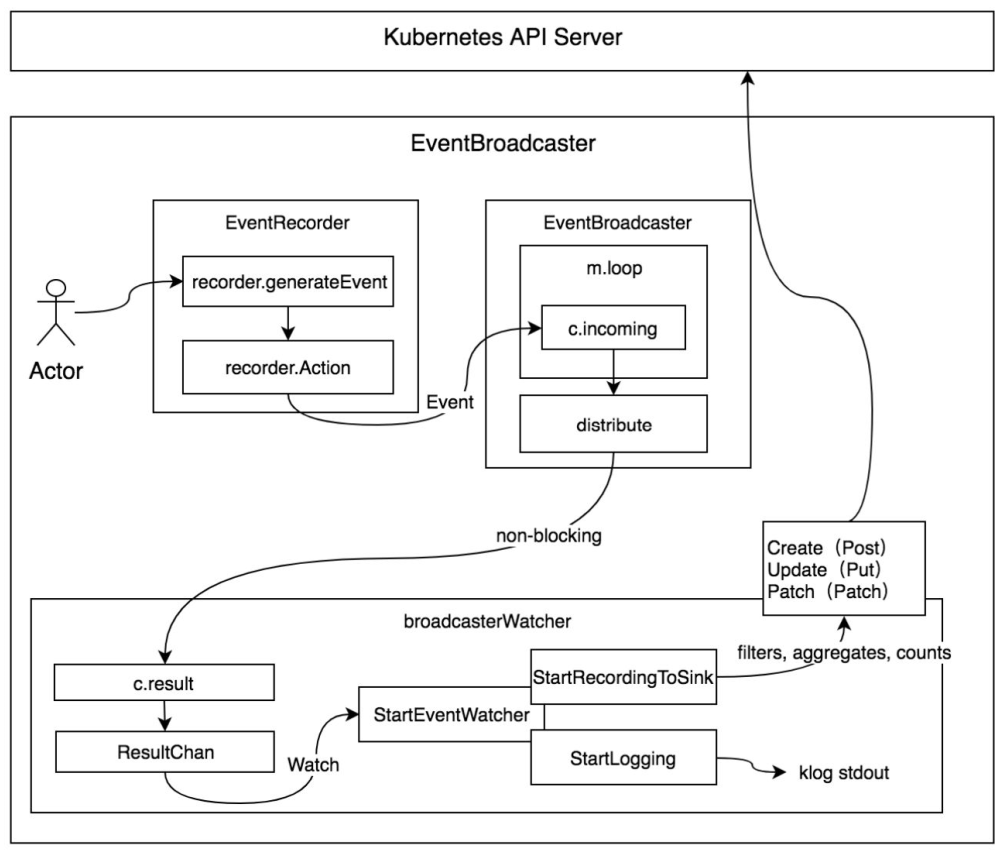 Kubernetes API Server
EventBroadcaster
EventRecorder
recorder.generateEvent
recorder.Action
Actor
Event
EventBroadcaster
m.loop
c.incoming
distribute
non-blocking
Create（Post）
Update（Put）
Patch（Patch）
broadcasterWatcher
filters, aggregates, counts
c.result
ResultChan
Watch
StartEventWatcher
StartRecordingToSink
StartLogging
klog stdout